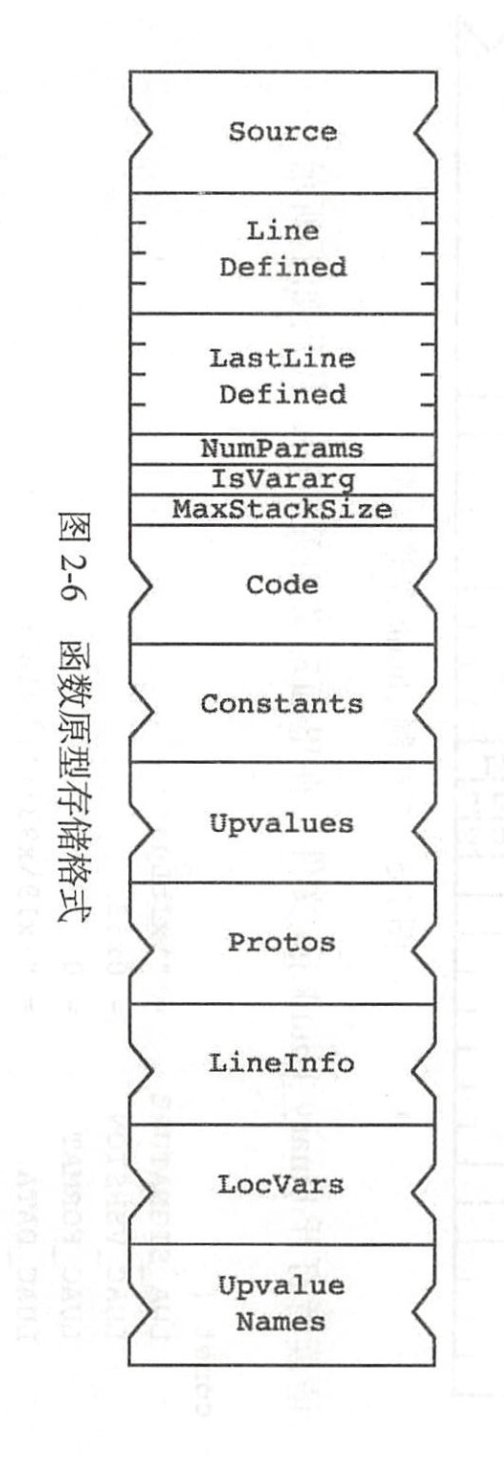 Source
Line
Defined
LastLine
Defined
NumParams
IsVararg
MaxStackSize
Code
Constants
Upvalues
Protos
LineInfo
LocVars
Upvalue
Names
图 2-6 函数原型存储格式